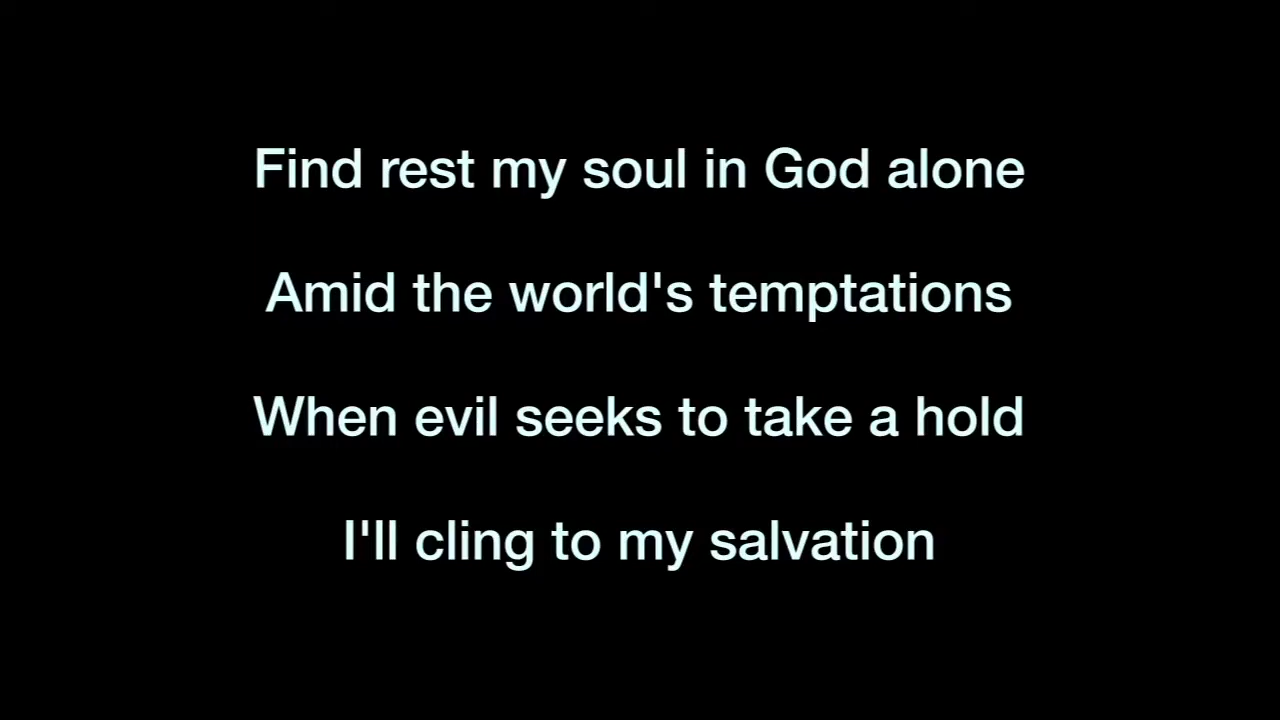 Find rest my soul in God alone
Amid the world's temptations
When evil seeks to take a hold
I'll cling to my salvation